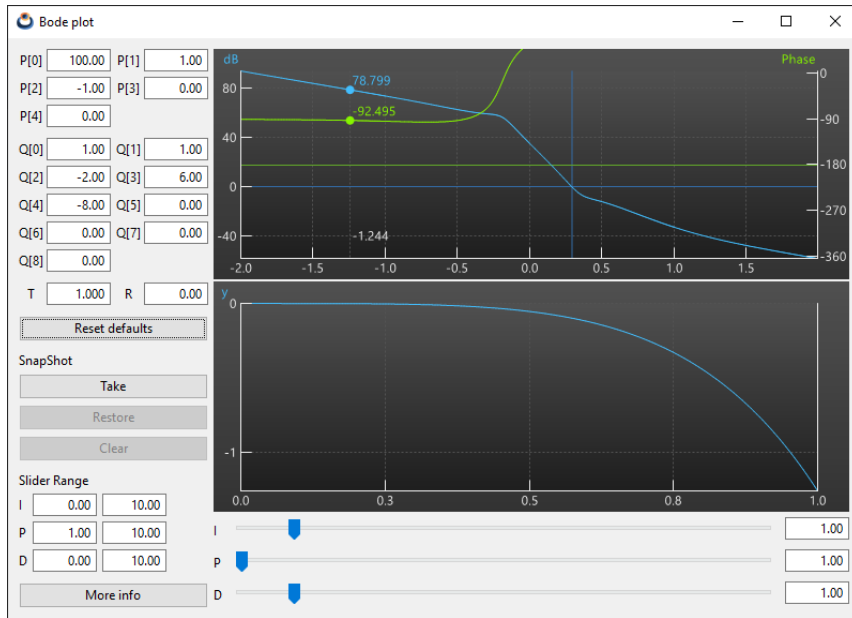 Bode plot
P[0] 100.00 P[1] 1.00
P[2] -1.00 P[3] 0.00
P[4] 0.00
Q[0] 1.00 Q[1] 1.00
Q[2] -2.00 Q[3] 6.00
Q[4] -8.00 Q[5] 0.00
Q[6] 0.00 Q[7] 0.00
Q[8] 0.00
T 1.000 R 0.00
Reset defaults
SnapShot
Take
Restore
Clear
Slider Range
I 0.00 10.00
P 1.00 10.00
D 0.00 10.00
More info
dB Phase
78.799
-92.495
-1.244
80
40
0
-40
0
-90
-180
-270
-360
-2.0 -1.5 -1.0 -0.5 0.0 0.5 1.0 1.5
y
0
-1
0.0 0.3 0.5 0.8 1.0
I 1.00
P 1.00
D 1.00